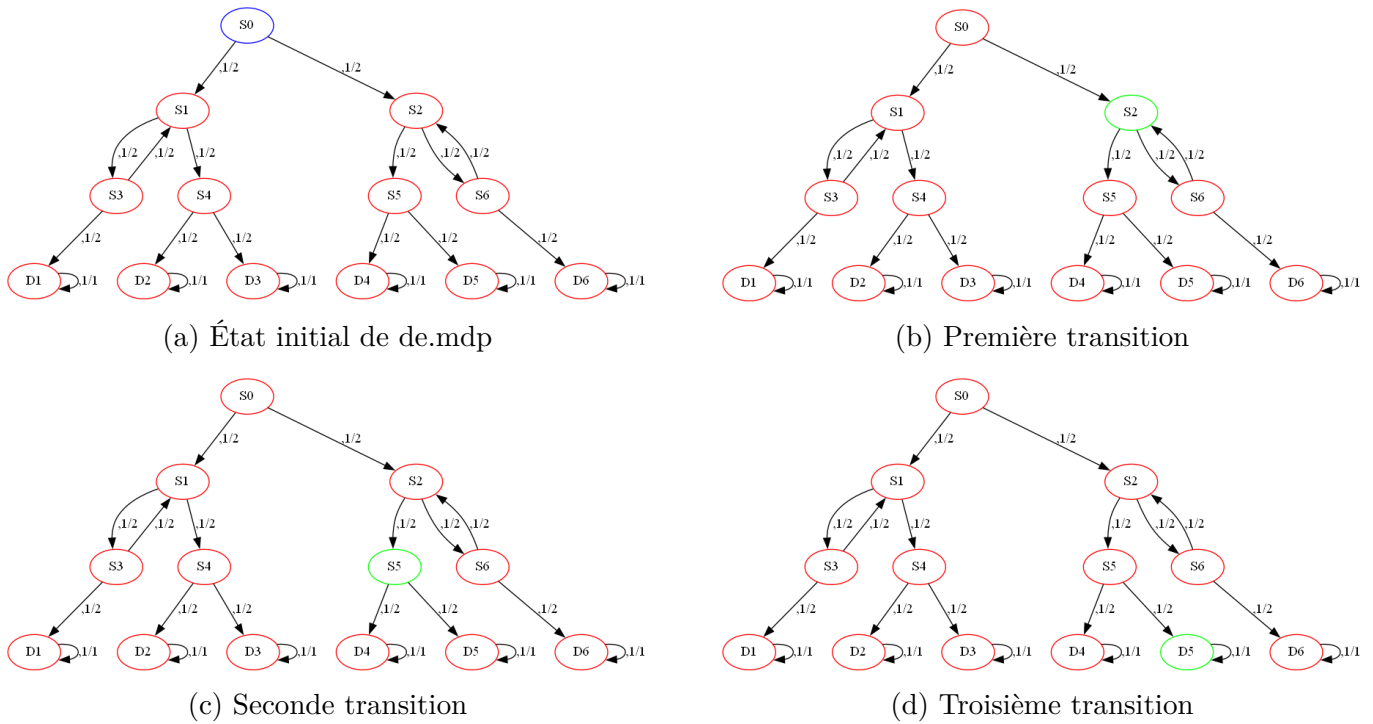 S0
,1/2 ,1/2
S1 S2
,1/2 ,1/2 ,1/2 ,1/2 ,1/2 ,1/2
S3 S4 S5 S6
,1/2 ,1/2 ,1/2 ,1/2 ,1/2 ,1/2
D1 ,1/1 D2 ,1/1 D3 ,1/1 D4 ,1/1 D5 ,1/1 D6 ,1/1
(a) État initial de de.mdp
S0
,1/2 ,1/2
S1 S2
,1/2 ,1/2 ,1/2 ,1/2 ,1/2 ,1/2
S3 S4 S5 S6
,1/2 ,1/2 ,1/2 ,1/2 ,1/2 ,1/2
D1 ,1/1 D2 ,1/1 D3 ,1/1 D4 ,1/1 D5 ,1/1 D6 ,1/1
(b) Première transition
S0
,1/2 ,1/2
S1 S2
,1/2 ,1/2 ,1/2 ,1/2 ,1/2 ,1/2
S3 S4 S5 S6
,1/2 ,1/2 ,1/2 ,1/2 ,1/2 ,1/2
D1 ,1/1 D2 ,1/1 D3 ,1/1 D4 ,1/1 D5 ,1/1 D6 ,1/1
(c) Seconde transition
S0
,1/2 ,1/2
S1 S2
,1/2 ,1/2 ,1/2 ,1/2 ,1/2 ,1/2
S3 S4 S5 S6
,1/2 ,1/2 ,1/2 ,1/2 ,1/2 ,1/2
D1 ,1/1 D2 ,1/1 D3 ,1/1 D4 ,1/1 D5 ,1/1 D6 ,1/1
(d) Troisième transition